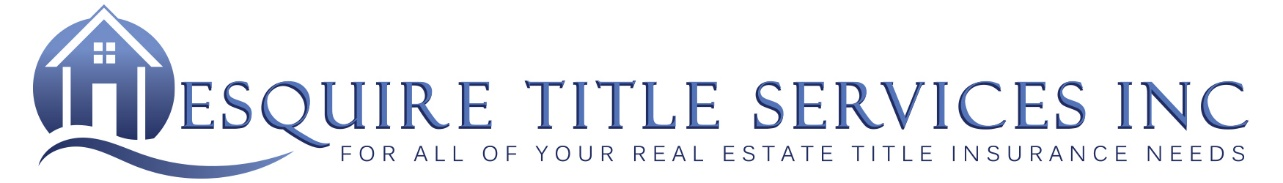 ESQUIRE TITLE SERVICES INC
FOR ALL OF YOUR REAL ESTATE TITLE INSURANCE NEEDS